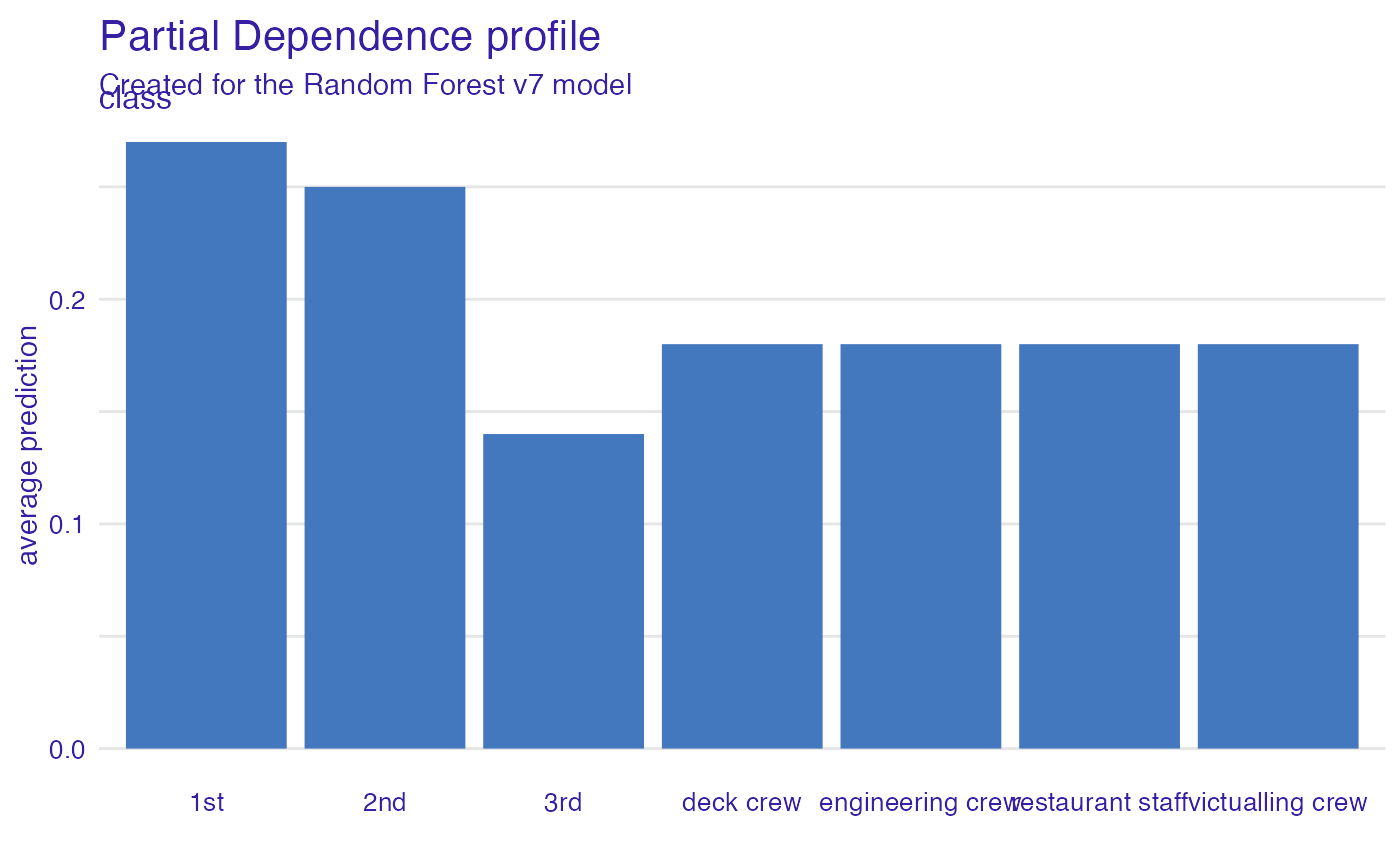 Partial Dependence profile
Created for the Random Forest v7 model
class
average prediction
0.2
0.1
0.0
1st 2nd 3rd deck crew engineering crew restaurant staff victualling crew